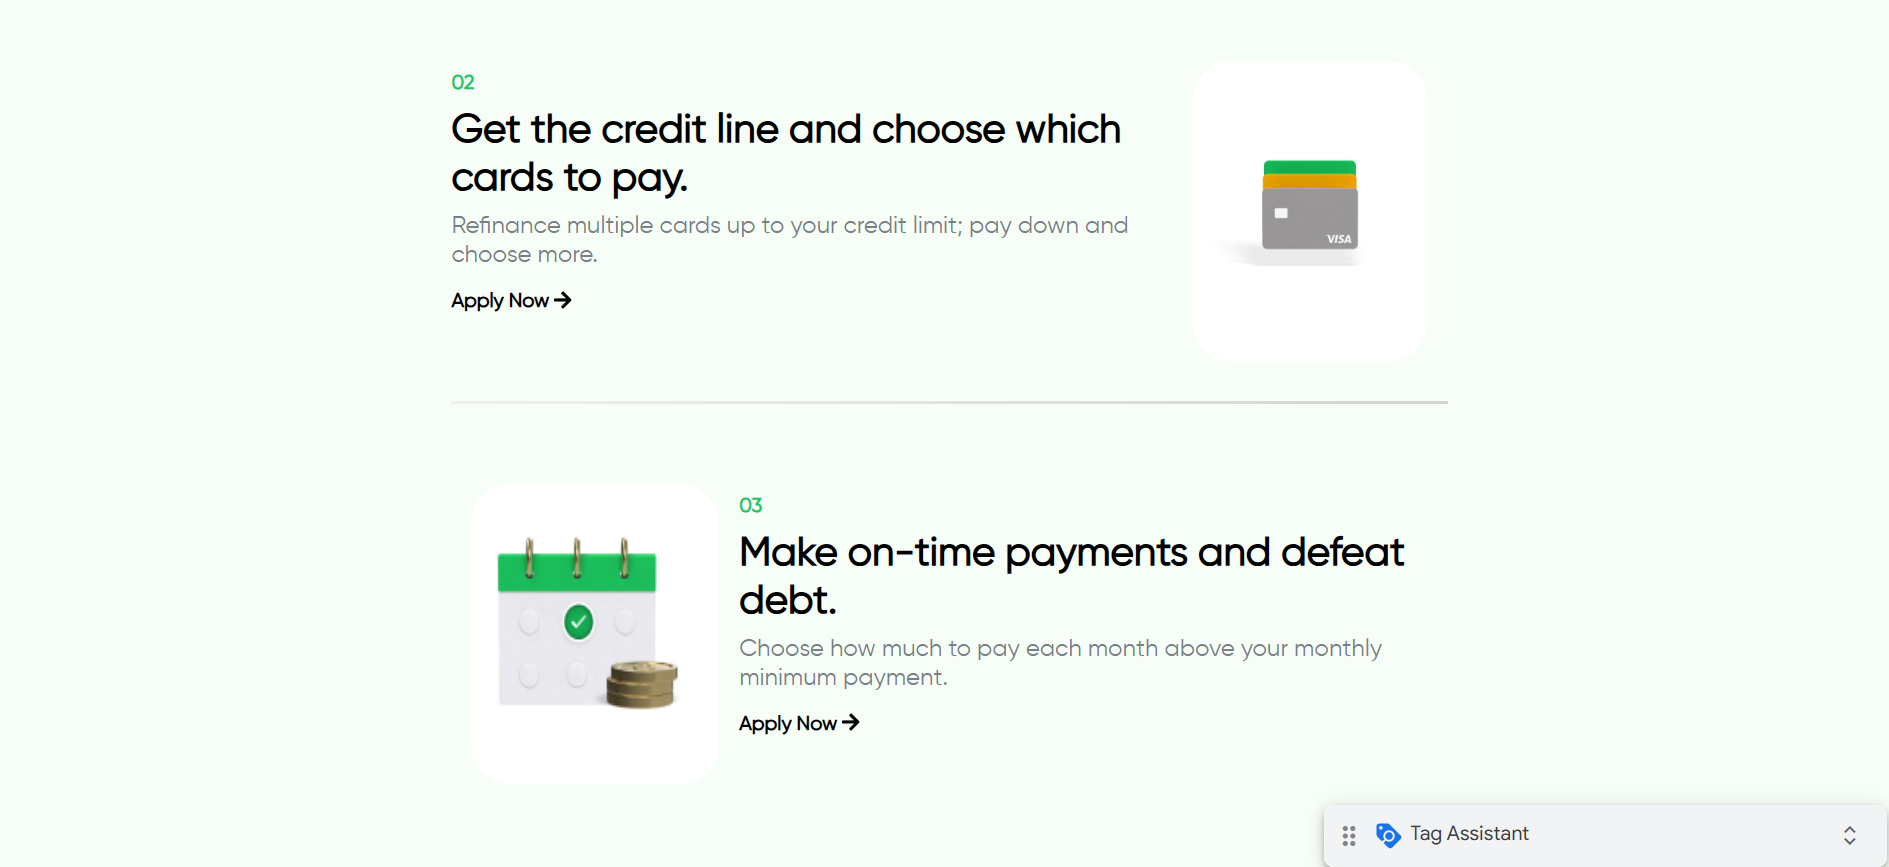 02
Get the credit line and choose which
cards to pay.
Refinance multiple cards up to your credit limit; pay down and
choose more.
Apply Now
VISA
03
Make on-time payments and defeat
debt.
Choose how much to pay each month above your monthly
minimum payment.
Apply Now
Tag Assistant